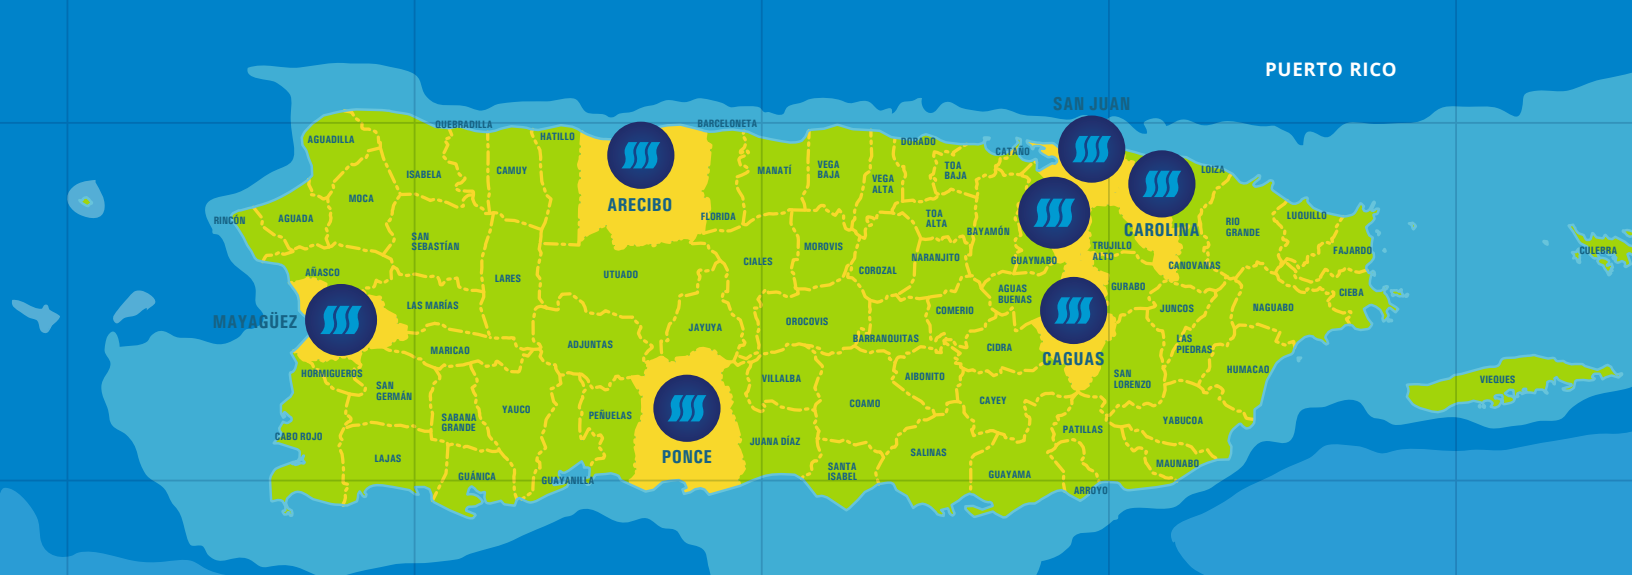 PUERTO RICO
SAN JUAN
QUEBRADILLA
BARCELONETA
AGUADILLA
HATILLO
DORADO
CATAÑO
ISABELA
CAMUY
MANATÍ
VEGA
BAJA
VEGA
ALTA
TOA
BAJA
LOIZA
MOCA
ARECIBO
RINCÓN
AGUADA
FLORIDA
TOA
ALTA
BAYAMÓN
CAROLINA
RIO
GRANDE
LUQUILLO
SAN
SEBASTÍAN
MOROVIS
TRUJILLO
ALTO
FAJARDO
CULEBRA
AÑASCO
LARES
UTUADO
CIALES
COROZAL
NARANJITO
GUAYNABO
CANOVANAS
LAS MARÍAS
AGUAS
BUENAS
GURABO
CIEBA
MAYAGÜEZ
JAYUYA
OROCOVIS
COMERIO
JUNCOS
NAGUABO
MARICAO
ADJUNTAS
BARRANQUITAS
CIDRA
CAGUAS
LAS
PIEDRAS
HORMIGUEROS
SAN
GERMÁN
VILLALBA
AIBONITO
SAN
LORENZO
HUMACAO
VIEQUES
SABANA
GRANDE
YAUCO
PEÑUELAS
COAMO
CAYEY
CABO ROJO
PONCE
JUANA DÍAZ
PATILLAS
YABUCOA
LAJAS
SALINAS
MAUNABO
GUÁNICA
GUAYANILLA
SANTA
ISABEL
GUAYAMA
ARROYO